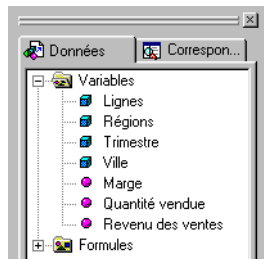 Données
Correspon...
Variables
Lignes
Régions
Trimestre
Ville
Marge
Quantité vendue
Revenu des ventes
Formules